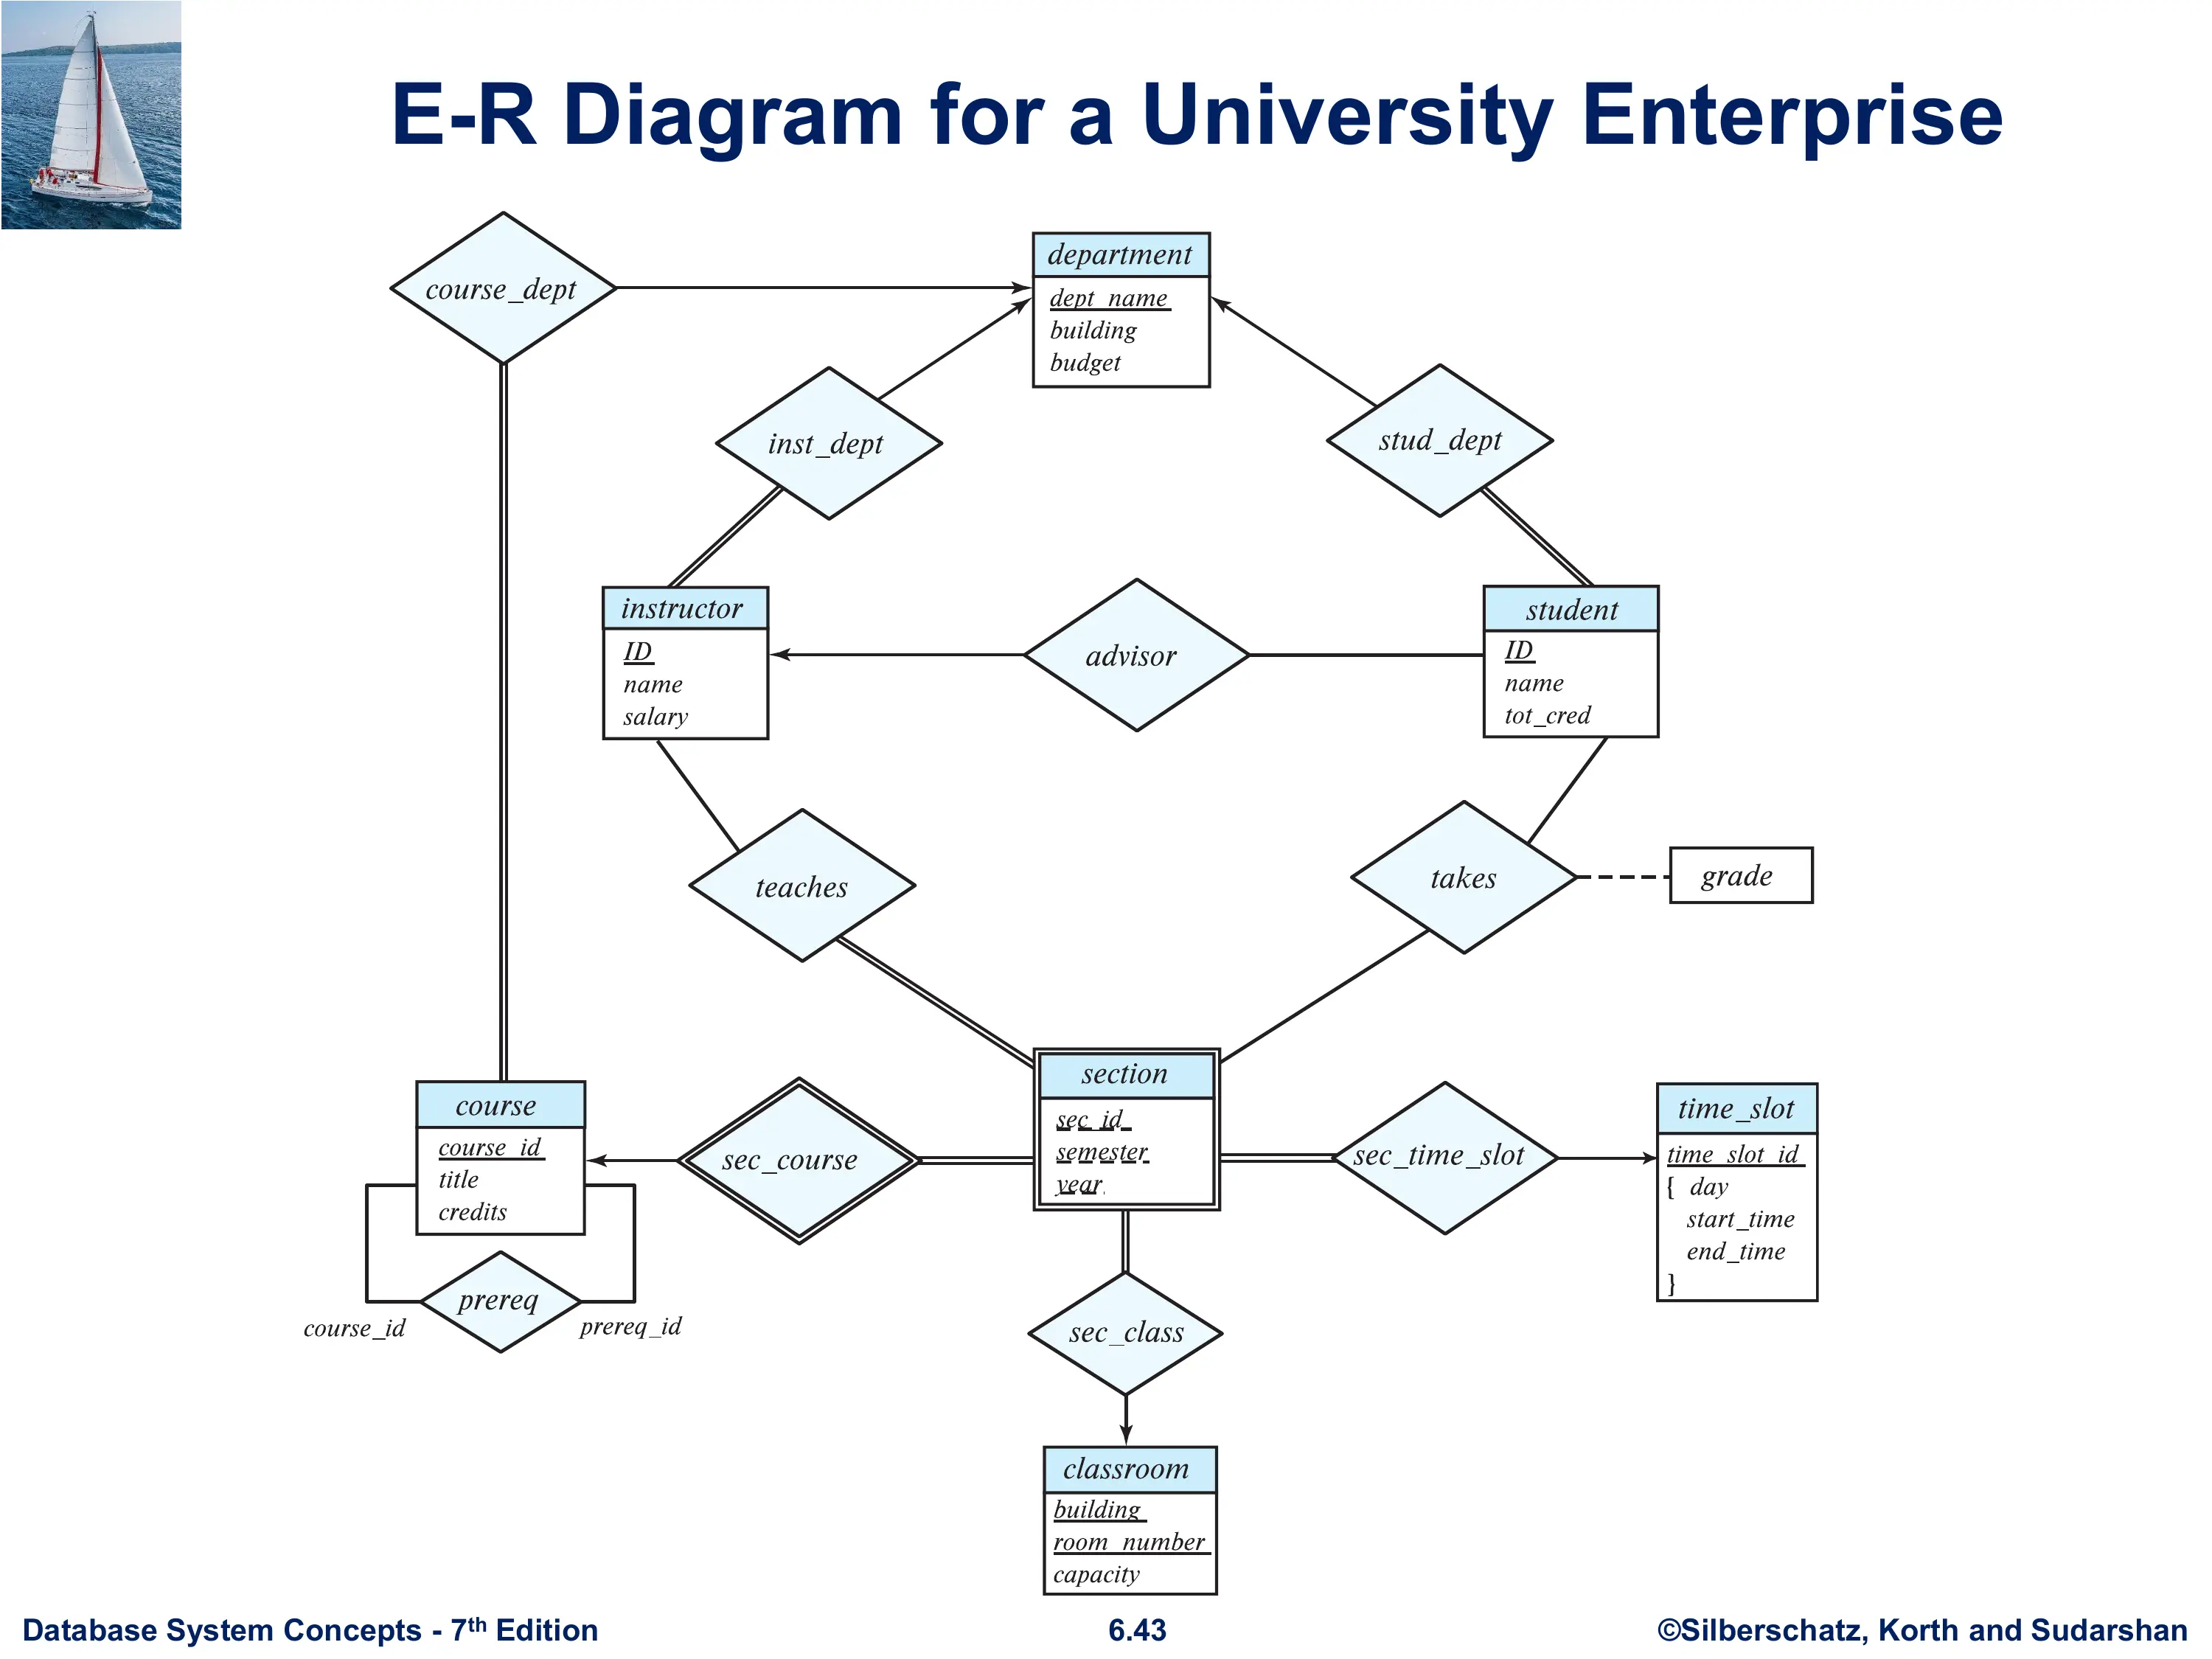 E-R Diagram for a University Enterprise
course_dept
department
dept_name
building
budget
inst_dept
stud_dept
instructor
ID
name
salary
advisor
student
ID
name
tot_cred
teaches
takes
grade
course
course_id
title
credits
sec_course
section
sec_id
semester
year
sec_time_slot
time_slot
time_slot_id
{ day
start_time
end_time
}
prereq
course_id
prereq_id
sec_class
classroom
building
room_number
capacity
Database System Concepts - 7th Edition
6.43
©Silberschatz, Korth and Sudarshan